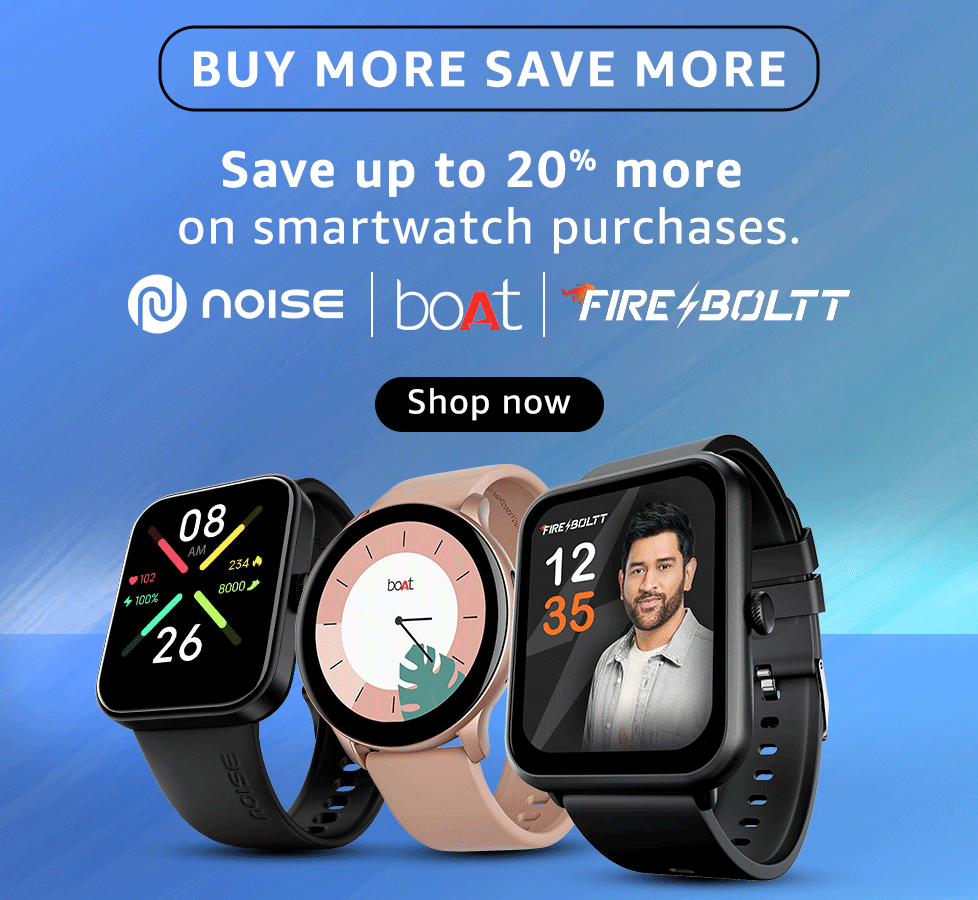 BUY MORE SAVE MORE
Save up to 20% more
on smartwatch purchases.
NOISE
boAt
FIRE BOLTT
Shop now
08
AM
102
234
100%
8000
26
NOISE
boAt
FIRE BOLTT
12
35